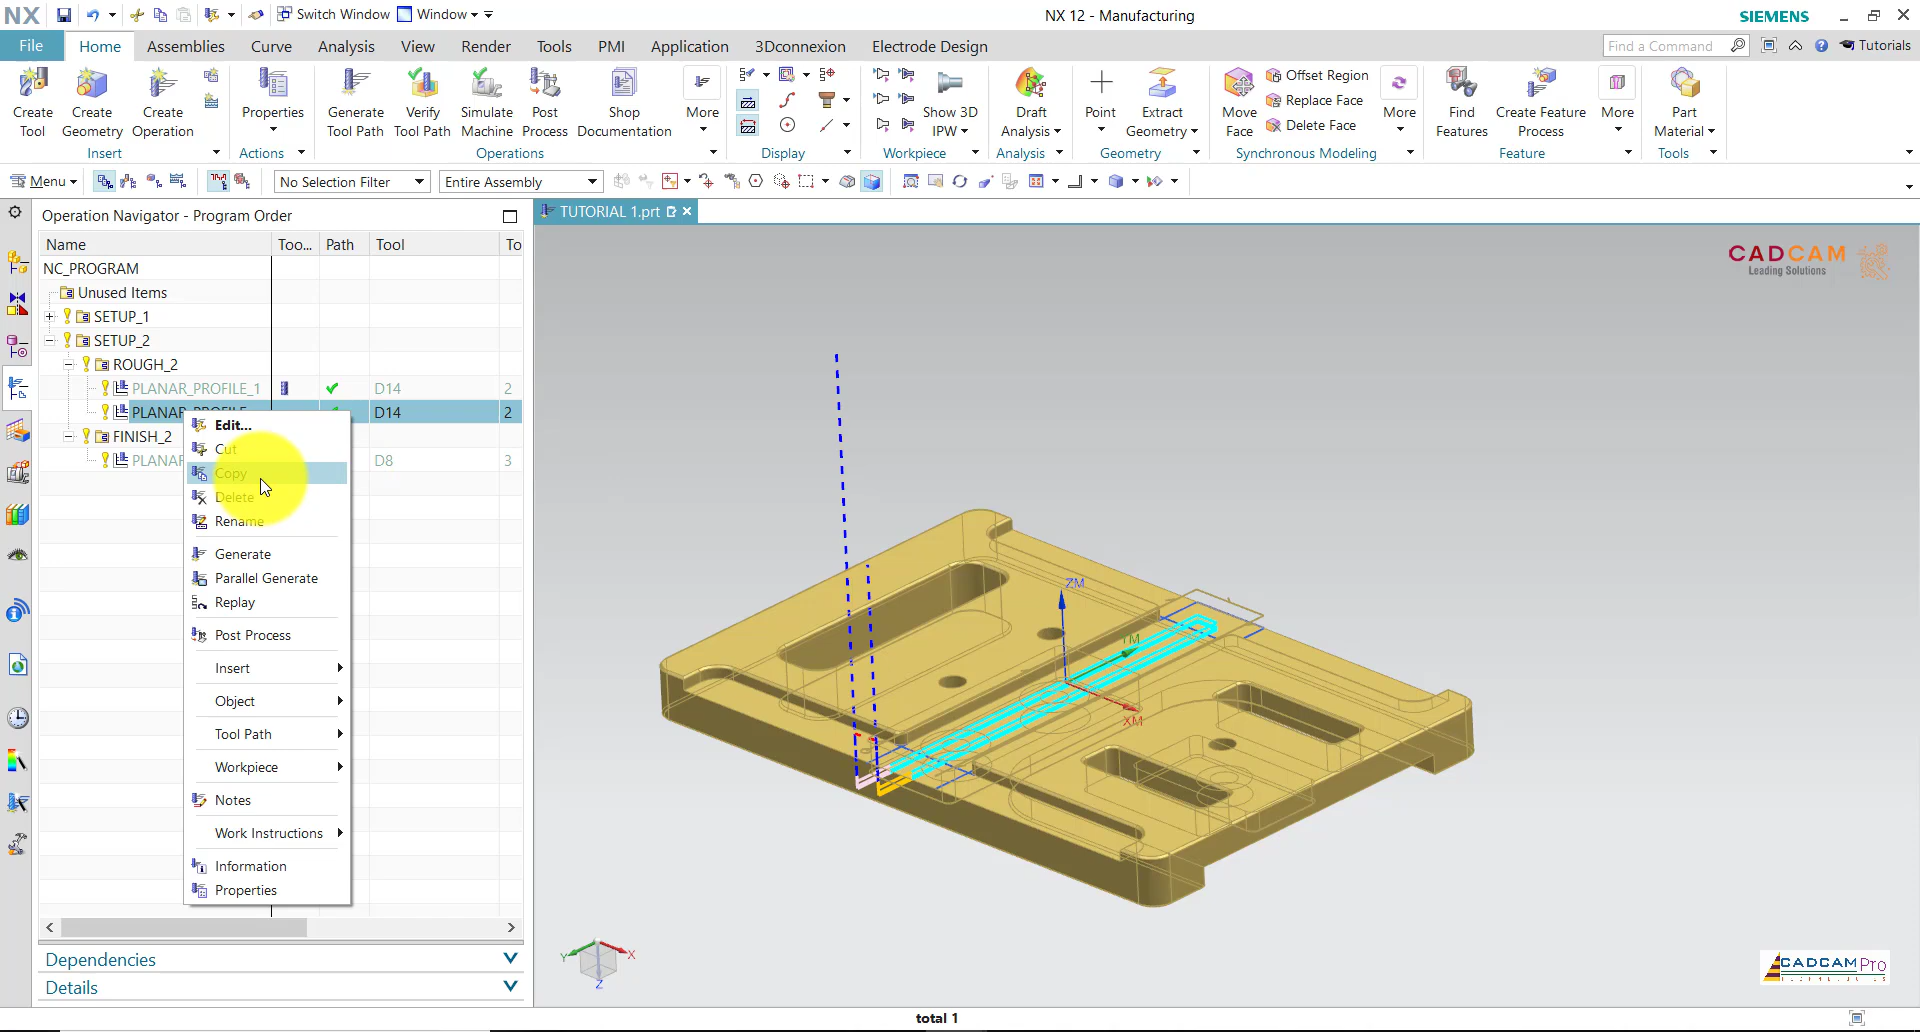 NX Switch Window Window NX 12 - Manufacturing SIEMENS
File Home Assemblies Curve Analysis View Render Tools PMI Application 3Dconnexion Electrode Design Find a Command Tutorials
Create Tool
Create Geometry
Create Operation
Properties
Generate Tool Path
Verify Tool Path
Simulate Machine
Post Process
Shop Documentation
More
Show 3D IPW
Draft Analysis
Point
Extract Geometry
Move Face
Offset Region
Replace Face
Delete Face
More
Find Features
Create Feature Process
More
Part Material
Insert Actions Operations Display Workpiece Analysis Geometry Synchronous Modeling Feature Tools
Menu No Selection Filter Entire Assembly
Operation Navigator - Program Order
TUTORIAL 1.prt
Name Too... Path Tool To
NC_PROGRAM
Unused Items
SETUP_1
SETUP_2
ROUGH_2
PLANAR_PROFILE_1 D14 2
PLANAR_PROFILE D14 2
FINISH_2
PLANAR D8 3
Edit...
Cut
Copy
Delete
Rename
Generate
Parallel Generate
Replay
Post Process
Insert
Object
Tool Path
Workpiece
Notes
Work Instructions
Information
Properties
Dependencies
Details
CADCAM
Leading Solutions
ZM
YM
XM
Y X
Z
CADCAM Pro
total 1